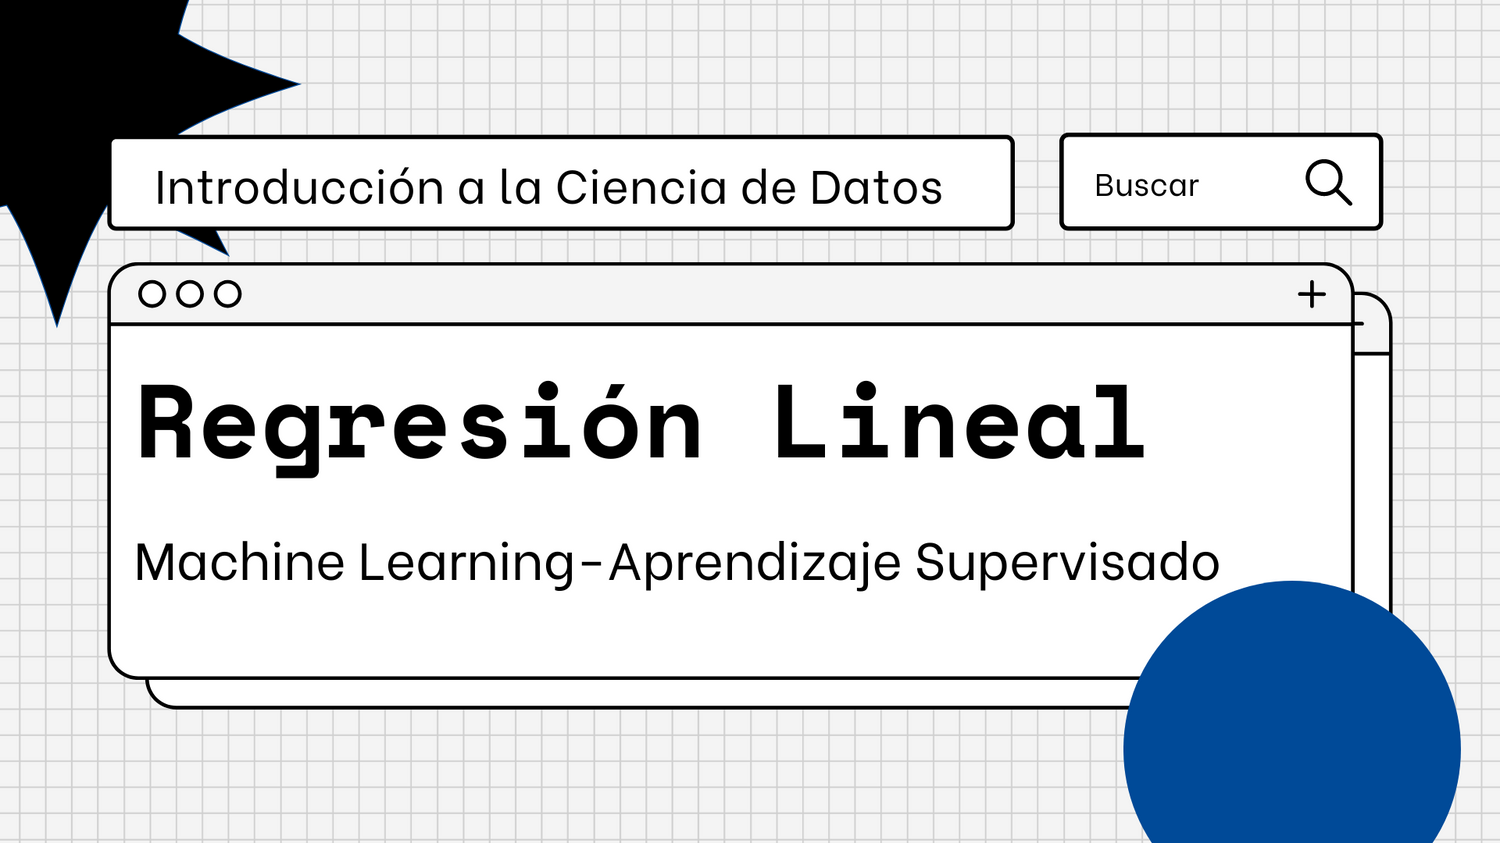 Introducción a la Ciencia de Datos
Buscar
Regresión Lineal
Machine Learning-Aprendizaje Supervisado